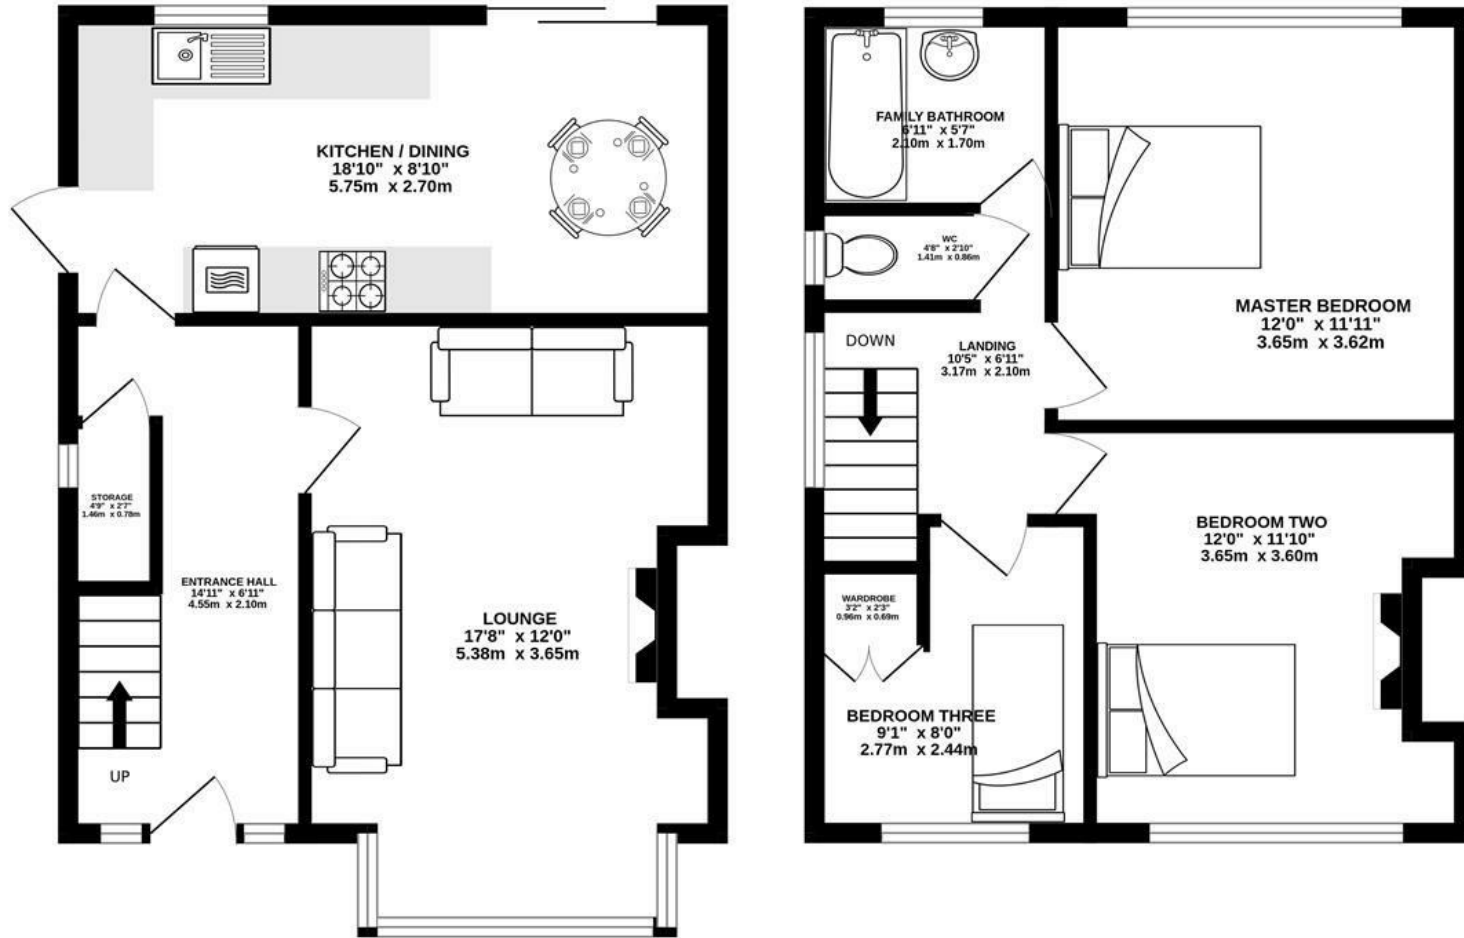 KITCHEN / DINING
18'10" x 8'10"
5.75m x 2.70m
STORAGE
4'9" x 2'7"
1.46m x 0.78m
ENTRANCE HALL
14'11" x 6'11"
4.55m x 2.10m
LOUNGE
17'8" x 12'0"
5.38m x 3.65m
UP
FAMILY BATHROOM
6'11" x 5'7"
2.10m x 1.70m
WC
4'8" x 2'10"
1.41m x 0.86m
MASTER BEDROOM
12'0" x 11'11"
3.65m x 3.62m
DOWN
LANDING
10'5" x 6'11"
3.17m x 2.10m
BEDROOM TWO
12'0" x 11'10"
3.65m x 3.60m
WARDROBE
3'2" x 2'3"
0.96m x 0.69m
BEDROOM THREE
9'1" x 8'0"
2.77m x 2.44m